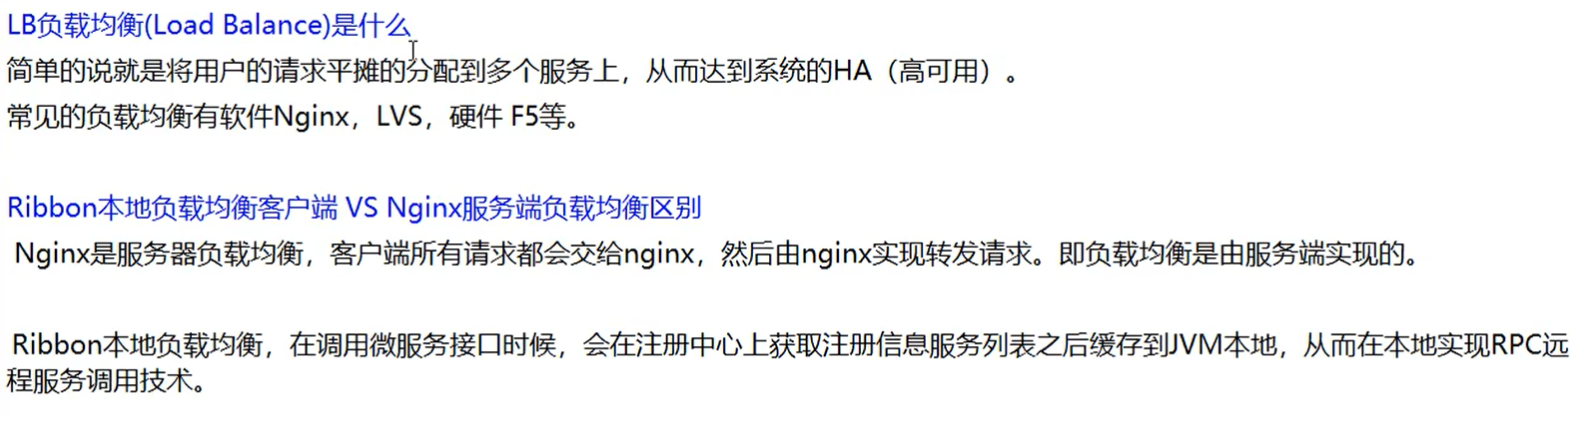 LB负载均衡(Load Balance)是什么
简单的说就是将用户的请求平摊的分配到多个服务上，从而达到系统的HA（高可用）。
常见的负载均衡有软件Nginx，LVS，硬件 F5等。
Ribbon本地负载均衡客户端 VS Nginx服务端负载均衡区别
Nginx是服务器负载均衡，客户端所有请求都会交给nginx，然后由nginx实现转发请求。即负载均衡是由服务端实现的。
Ribbon本地负载均衡，在调用微服务接口时候，会在注册中心上获取注册信息服务列表之后缓存到JVM本地，从而在本地实现RPC远
程服务调用技术。